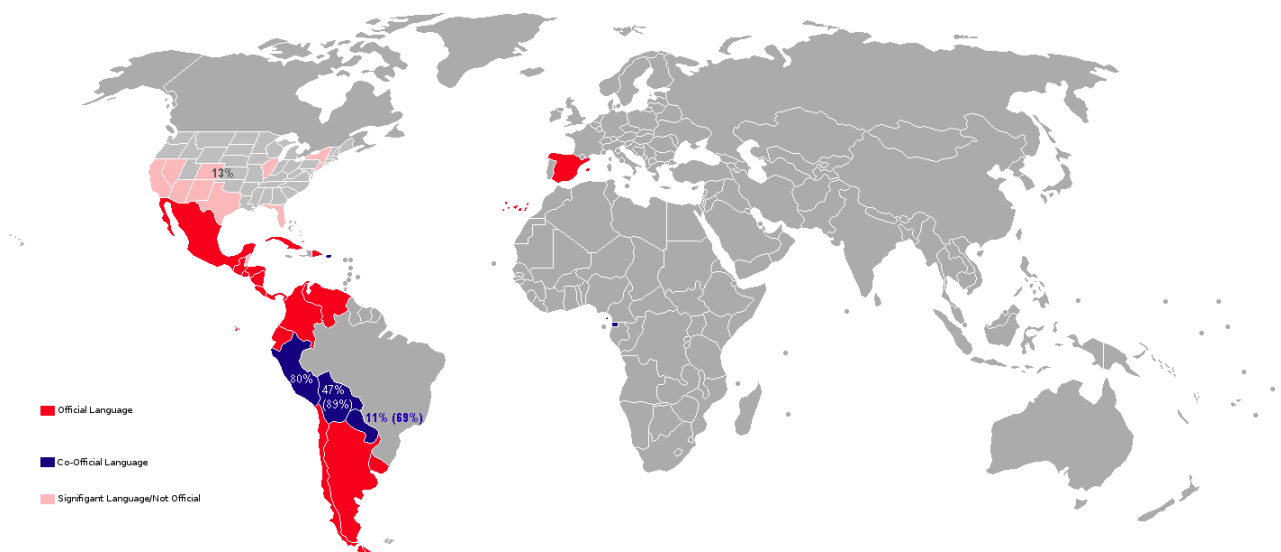 13%
80%
47%
(89%)
11% (69%)
Official Language
Co-Official Language
Signifigant Language/Not Official